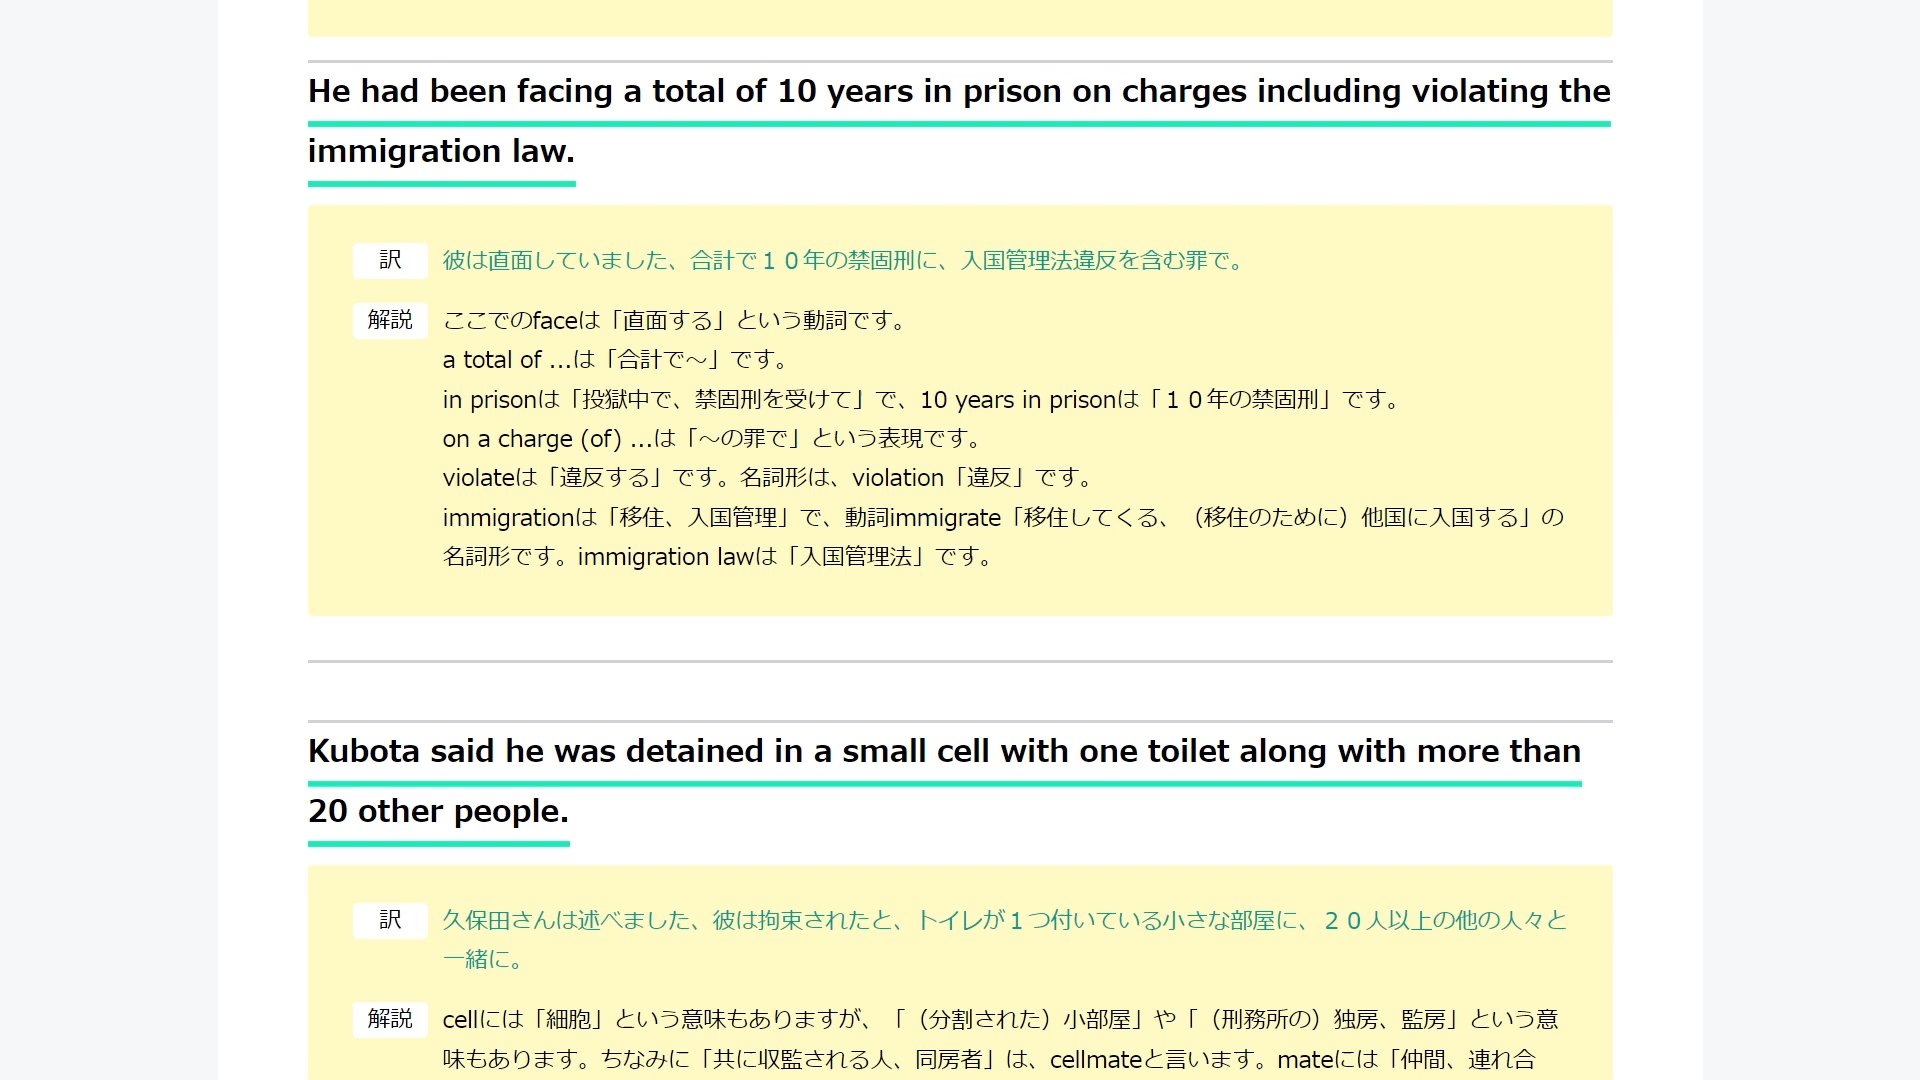 He had been facing a total of 10 years in prison on charges including violating the
immigration law.
訳 彼は直面していました、合計で１０年の禁固刑に、入国管理法違反を含む罪で。
解説 ここでのfaceは「直面する」という動詞です。
a total of ...は「合計で～」です。
in prisonは「投獄中で、禁固刑を受けて」で、10 years in prisonは「１０年の禁固刑」です。
on a charge (of) ...は「～の罪で」という表現です。
violateは「違反する」です。名詞形は、violation「違反」です。
immigrationは「移住、入国管理」で、動詞immigrate「移住してくる、（移住のために）他国に入国する」の
名詞形です。immigration lawは「入国管理法」です。
Kubota said he was detained in a small cell with one toilet along with more than
20 other people.
訳 久保田さんは述べました、彼は拘束されたと、トイレが１つ付いている小さな部屋に、２０人以上の他の人々と
一緒に。
解説 cellには「細胞」という意味もありますが、「（分割された）小部屋」や「（刑務所の）独房、監房」という意
味もあります。ちなみに「共に収監される人、同房者」は、cellmateと言います。mateには「仲間、連れ合